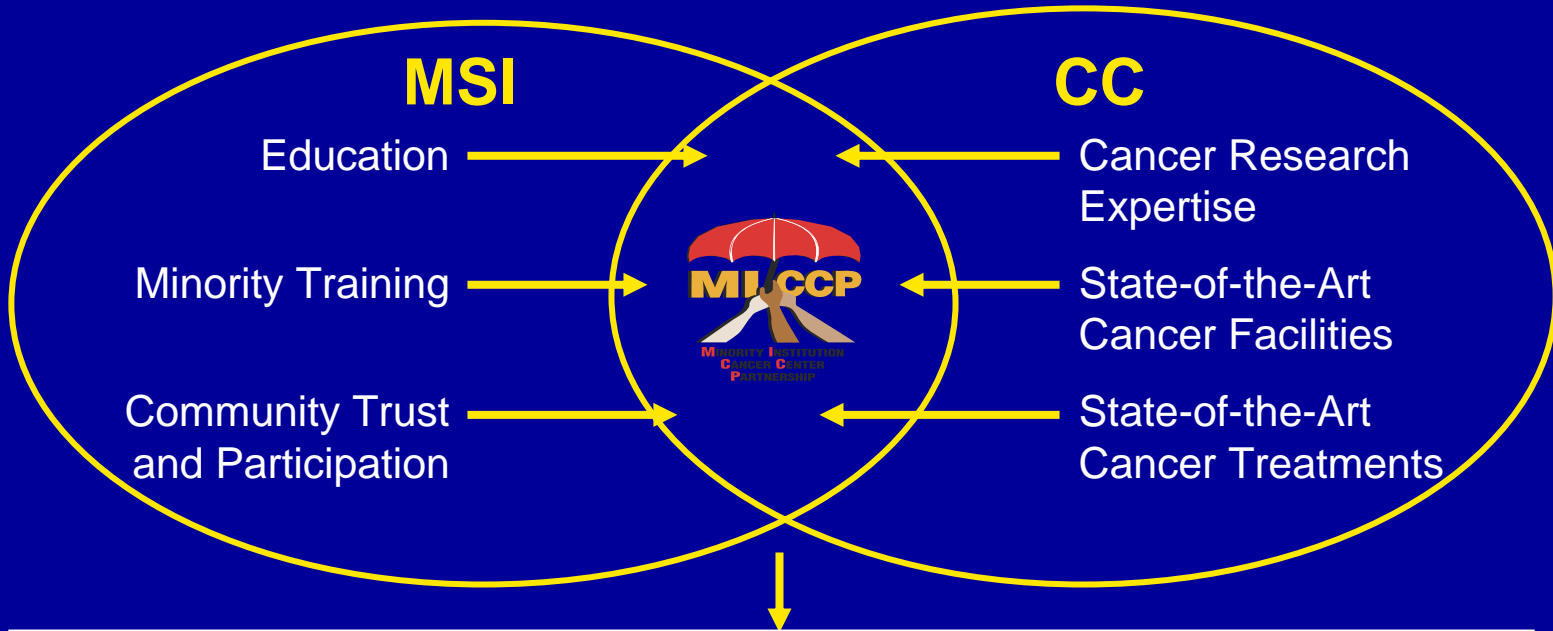 MSI
Education
Minority Training
Community Trust
and Participation
MI/CCP
MINORITY INSTITUTION
CANCER CENTER
PARTNERSHIP
CC
Cancer Research
Expertise
State-of-the-Art
Cancer Facilities
State-of-the-Art
Cancer Treatments